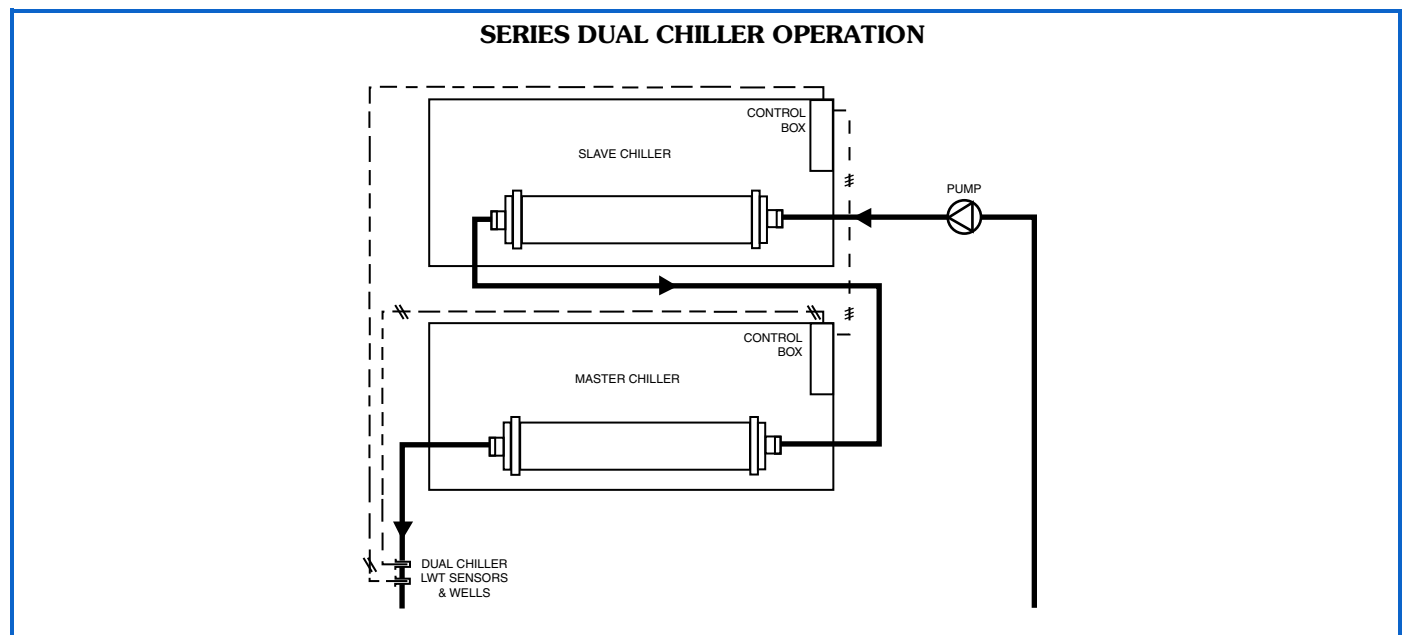 SERIES DUAL CHILLER OPERATION
CONTROL
BOX
SLAVE CHILLER
PUMP
CONTROL
BOX
MASTER CHILLER
DUAL CHILLER
LWT SENSORS
& WELLS